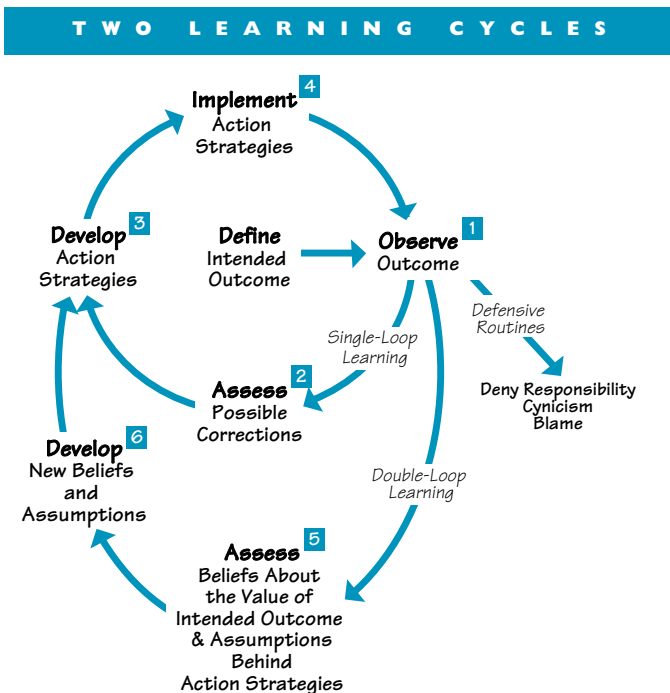 TWO LEARNING CYCLES
4
Implement
Action
Strategies
Develop 3
Action
Strategies
Define
Intended
Outcome
Observe 1
Outcome
Defensive
Routines
Single-Loop
Learning
Deny Responsibility
Cynicism
Blame
Assess 2
Possible
Corrections
Develop 6
New Beliefs
and
Assumptions
Double-Loop
Learning
Assess 5
Beliefs About
the Value of
Intended Outcome
& Assumptions
Behind
Action Strategies